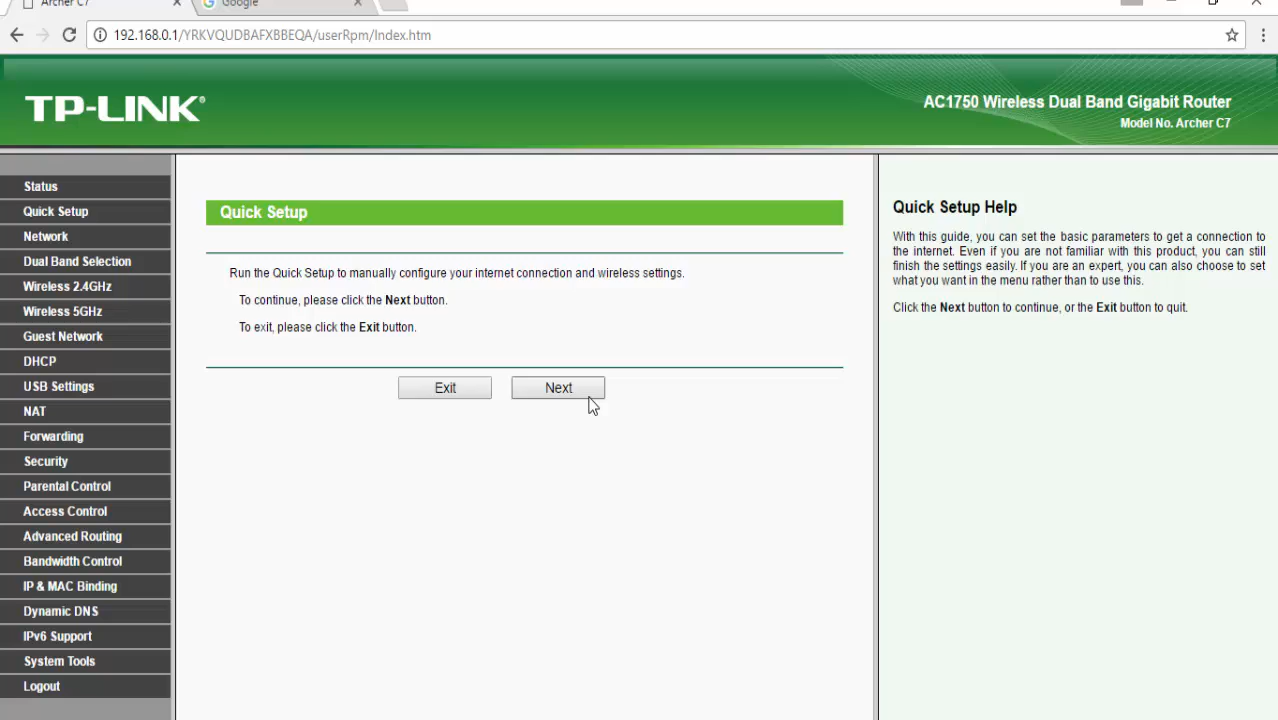 Archer C7
Google
192.168.0.1/YRKVQUDBAFXBBEQA/userRpm/Index.htm
TP-LINK®
AC1750 Wireless Dual Band Gigabit Router
Model No. Archer C7
Status
Quick Setup
Network
Dual Band Selection
Wireless 2.4GHz
Wireless 5GHz
Guest Network
DHCP
USB Settings
NAT
Forwarding
Security
Parental Control
Access Control
Advanced Routing
Bandwidth Control
IP & MAC Binding
Dynamic DNS
IPv6 Support
System Tools
Logout
Quick Setup
Run the Quick Setup to manually configure your internet connection and wireless settings.
To continue, please click the Next button.
To exit, please click the Exit button.
Exit
Next
Quick Setup Help
With this guide, you can set the basic parameters to get a connection to
the internet. Even if you are not familiar with this product, you can still
finish the settings easily. If you are an expert, you can also choose to set
what you want in the menu rather than to use this.
Click the Next button to continue, or the Exit button to quit.